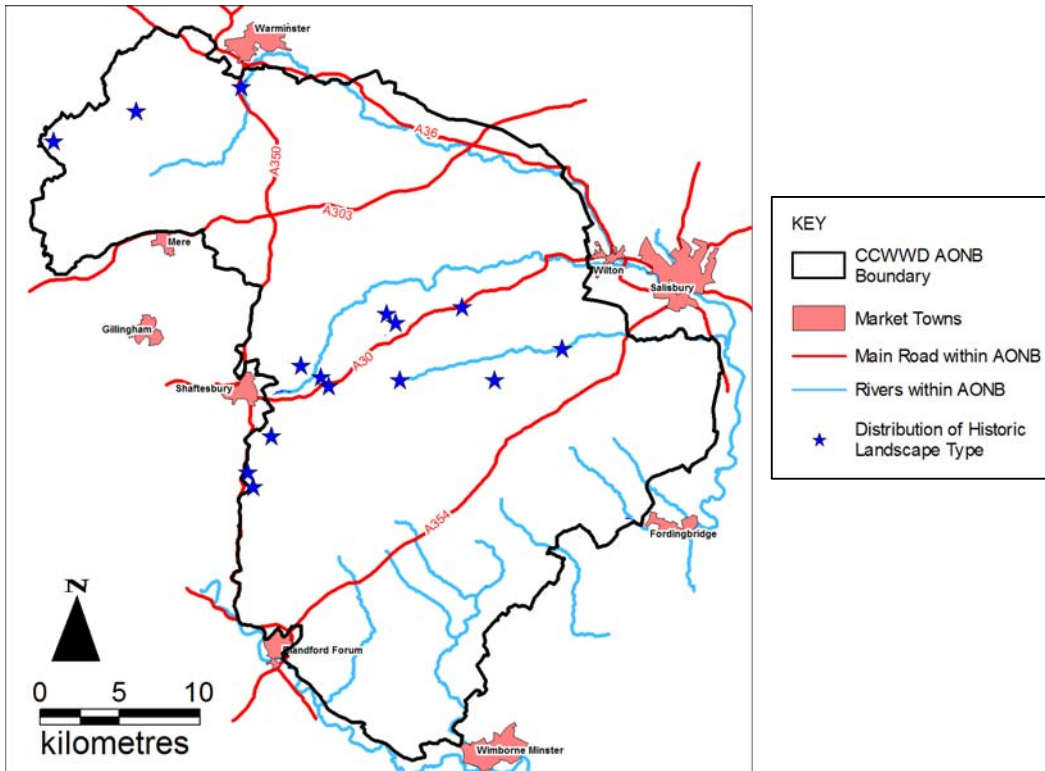 Warminster
A36
A350
A303
Mere
Wilton
Salisbury
Gillingham
A30
Shaftesbury
A354
Fordingbridge
N
Blandford Forum
0 5 10
kilometres
Wimborne Minster
KEY
CCWWD AONB
Boundary
Market Towns
Main Road within AONB
Rivers within AONB
Distribution of Historic
Landscape Type